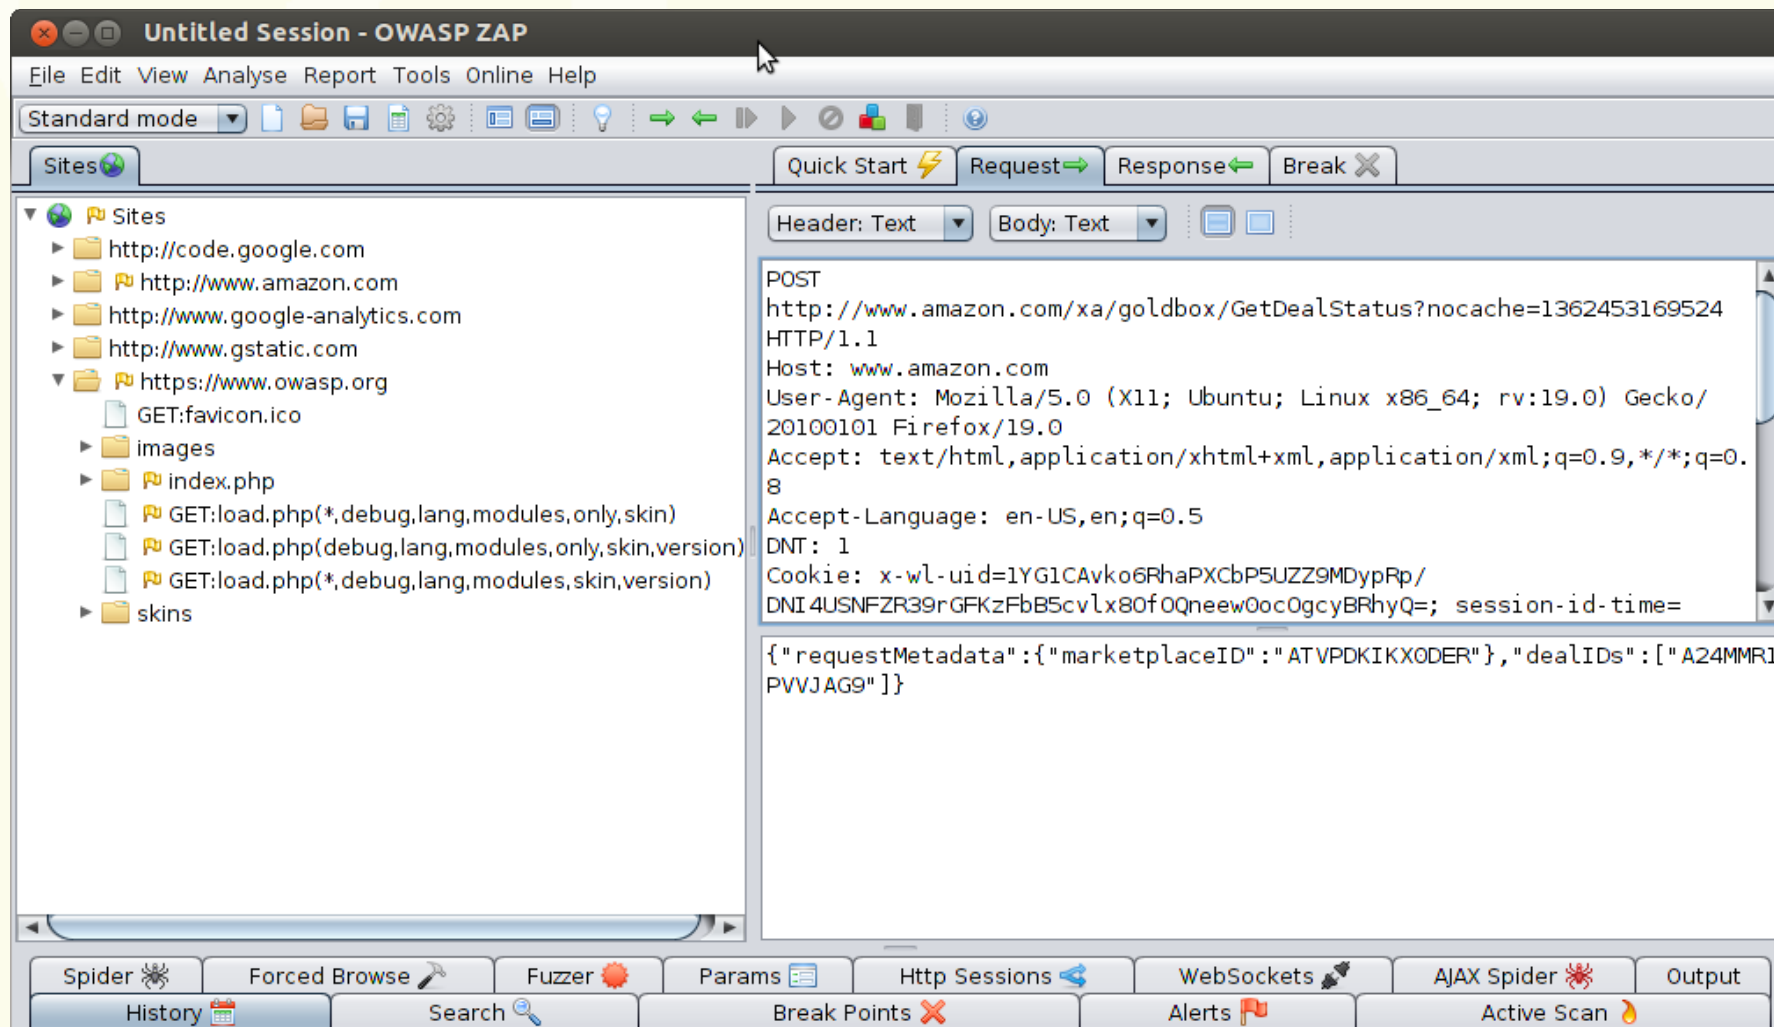 Untitled Session - OWASP ZAP
File Edit View Analyse Report Tools Online Help
Standard mode
Sites
Quick Start Request Response Break
Header: Text Body: Text
Sites
http://code.google.com
http://www.amazon.com
http://www.google-analytics.com
http://www.gstatic.com
https://www.owasp.org
GET:favicon.ico
images
index.php
GET:load.php(*,debug,lang,modules,only,skin)
GET:load.php(debug,lang,modules,only,skin,version)
GET:load.php(*,debug,lang,modules,skin,version)
skins
POST
http://www.amazon.com/xa/goldbox/GetDealStatus?nocache=1362453169524
HTTP/1.1
Host: www.amazon.com
User-Agent: Mozilla/5.0 (X11; Ubuntu; Linux x86_64; rv:19.0) Gecko/
20100101 Firefox/19.0
Accept: text/html,application/xhtml+xml,application/xml;q=0.9,*/*;q=0.
8
Accept-Language: en-US,en;q=0.5
DNT: 1
Cookie: x-wl-uid=1YG1CAvko6RhaPXCbP5UZZ9MDypRp/
DNI4USNFZR39rGFKzFbB5cvlx8OfOQneew0ocOgcyBRhyQ=; session-id-time=
{"requestMetadata":{"marketplaceID":"ATVPDKIKX0DER"},"dealIDs":["A24MMR1
PVVJAG9"]}
Spider Forced Browse Fuzzer Params Http Sessions WebSockets AJAX Spider Output
History Search Break Points Alerts Active Scan